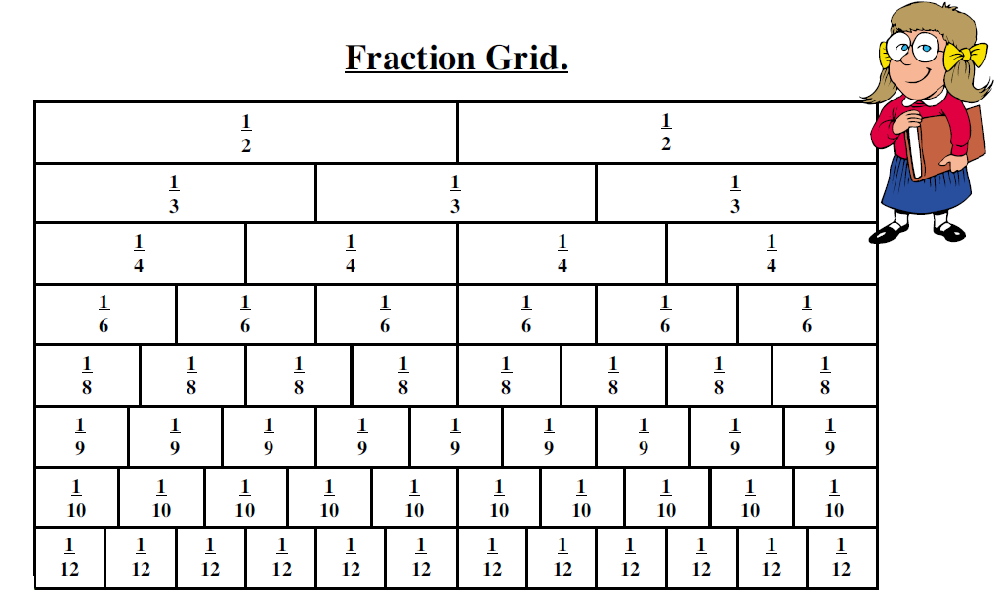 Fraction Grid.
1 1
2 2
1 1 1
3 3 3
1 1 1 1
4 4 4 4
1 1 1 1 1 1
6 6 6 6 6 6
1 1 1 1 1 1 1 1
8 8 8 8 8 8 8 8
1 1 1 1 1 1 1 1 1
9 9 9 9 9 9 9 9 9
1 1 1 1 1 1 1 1 1 1
10 10 10 10 10 10 10 10 10 10
1 1 1 1 1 1 1 1 1 1 1 1
12 12 12 12 12 12 12 12 12 12 12 12